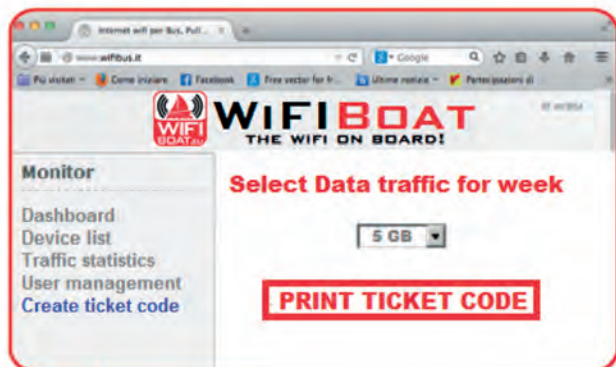 Internet wifi per Bus, Pull...
www.wifibus.it
Google
Più visitati
Come iniziare
Facebook
Free vector for fr...
Ultime notizie
Partecipazioni di
WIFI
BOAT.EU
WIFIBOAT
THE WIFI ON BOARD!
Monitor
Dashboard
Device list
Traffic statistics
User management
Create ticket code
Select Data traffic for week
5 GB
PRINT TICKET CODE